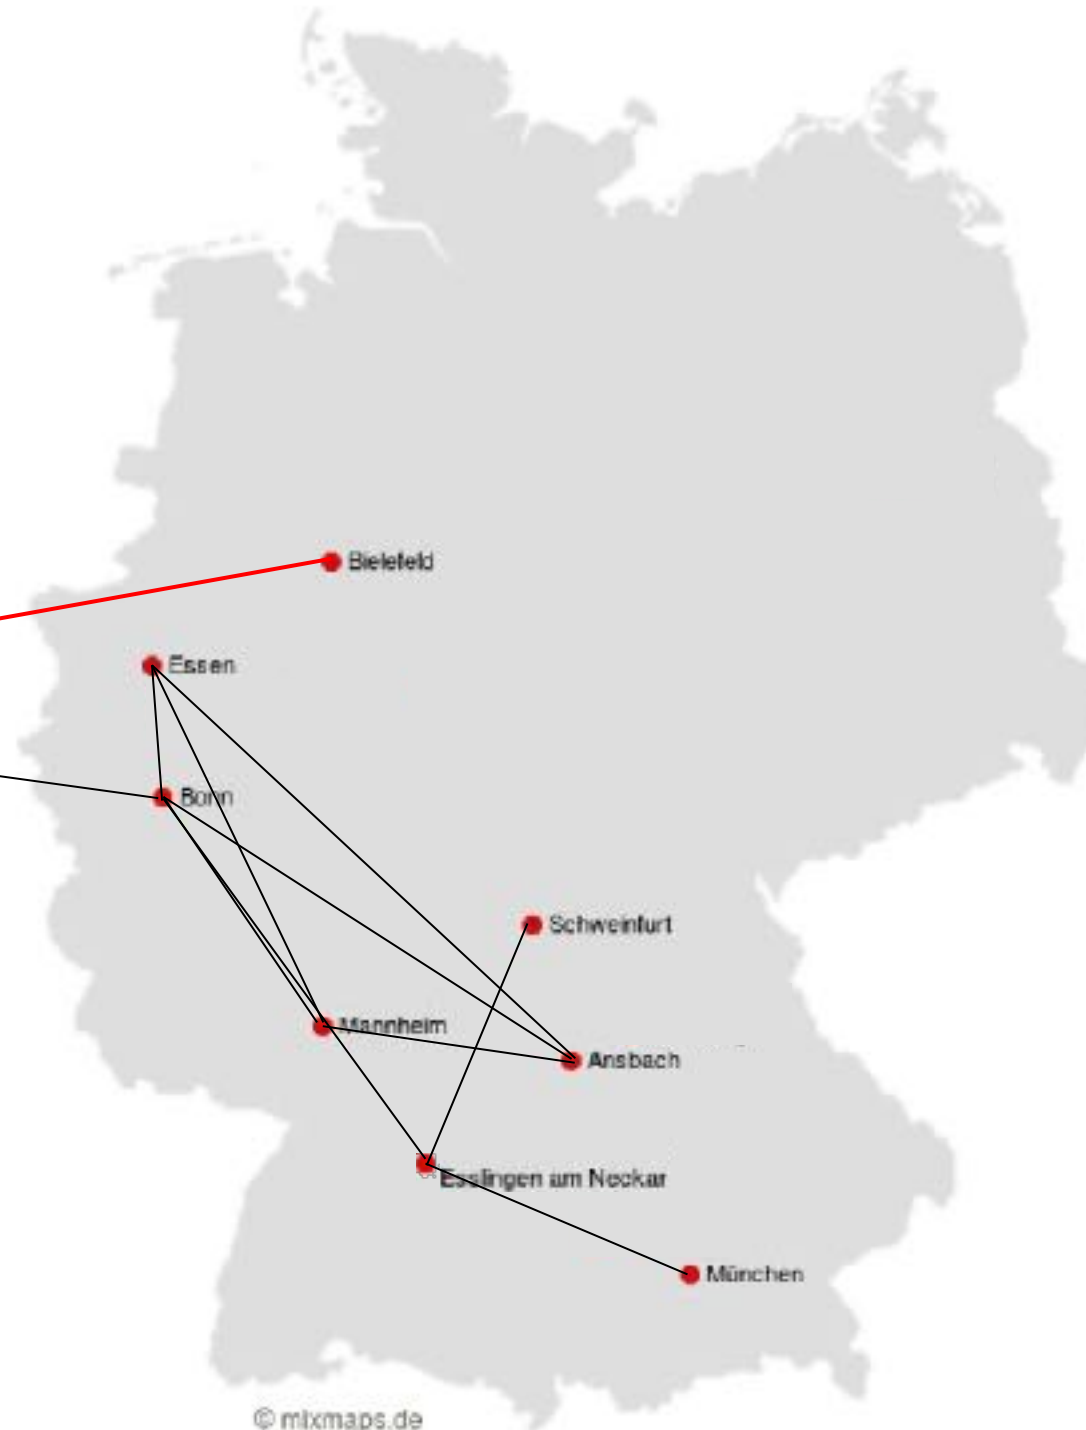 Bielefeld
Essen
Bonn
Schweinfurt
Mannheim
Ansbach
Esslingen am Neckar
München
© mixmaps.de